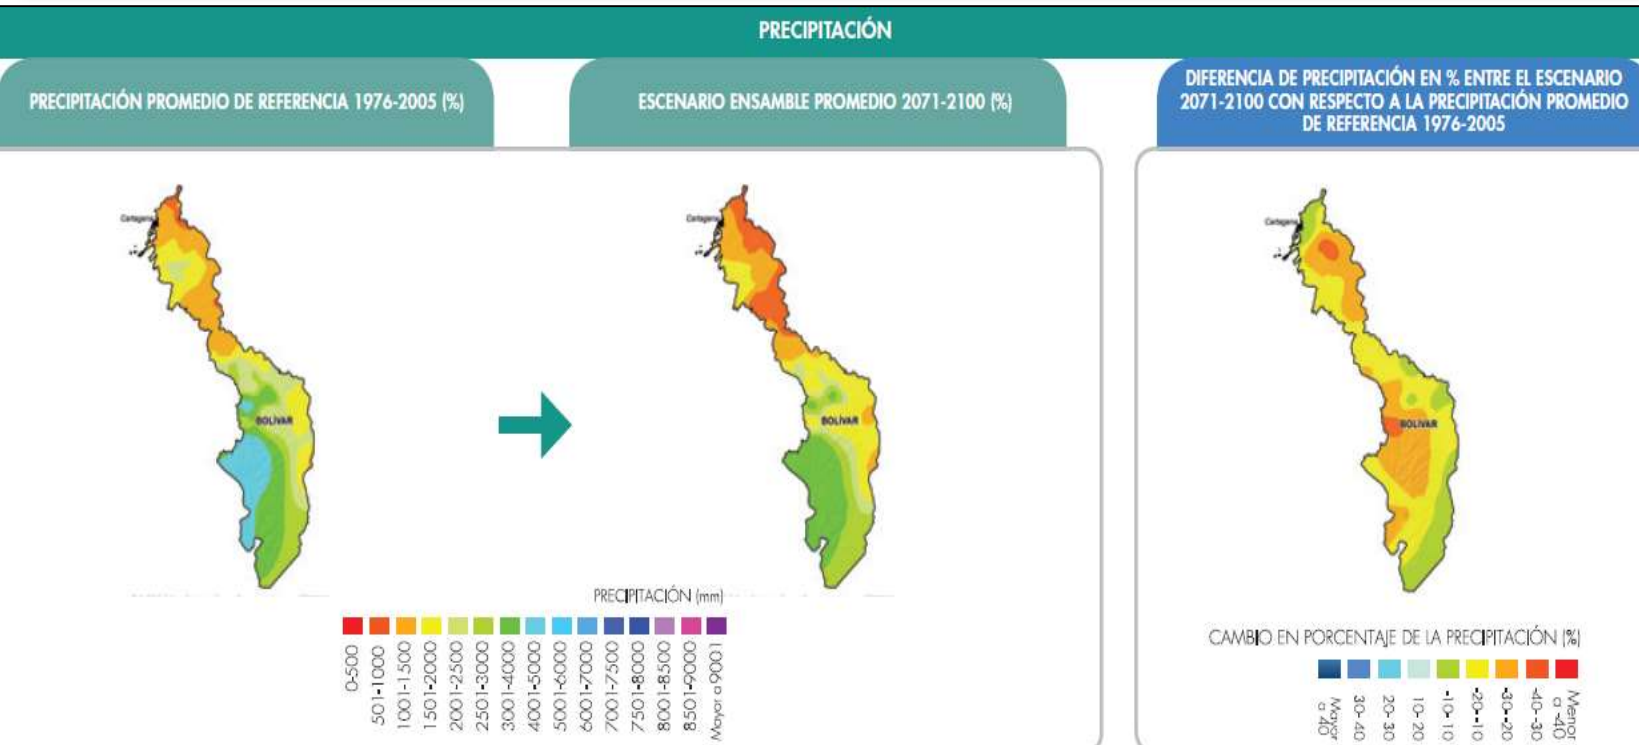 PRECIPITACIÓN
PRECIPITACIÓN PROMEDIO DE REFERENCIA 1976-2005 (%)
ESCENARIO ENSAMBLE PROMEDIO 2071-2100 (%)
DIFERENCIA DE PRECIPITACIÓN EN % ENTRE EL ESCENARIO
2071-2100 CON RESPECTO A LA PRECIPITACIÓN PROMEDIO
DE REFERENCIA 1976-2005
Cartagena
BOLÍVAR
Cartagena
BOLÍVAR
Cartagena
BOLÍVAR
PRECIPITACIÓN (mm)
0-500
501-1000
1001-1500
1501-2000
2001-2500
2501-3000
3001-4000
4001-5000
5001-6000
6001-7000
7001-7500
7501-8000
8001-8500
8501-9000
Mayor a 9001
CAMBIO EN PORCENTAJE DE LA PRECIPITACIÓN (%)
Mayor
a 40
30-40
20-30
10-20
-10-10
-20--10
-30--20
-40--30
Menor
a -40